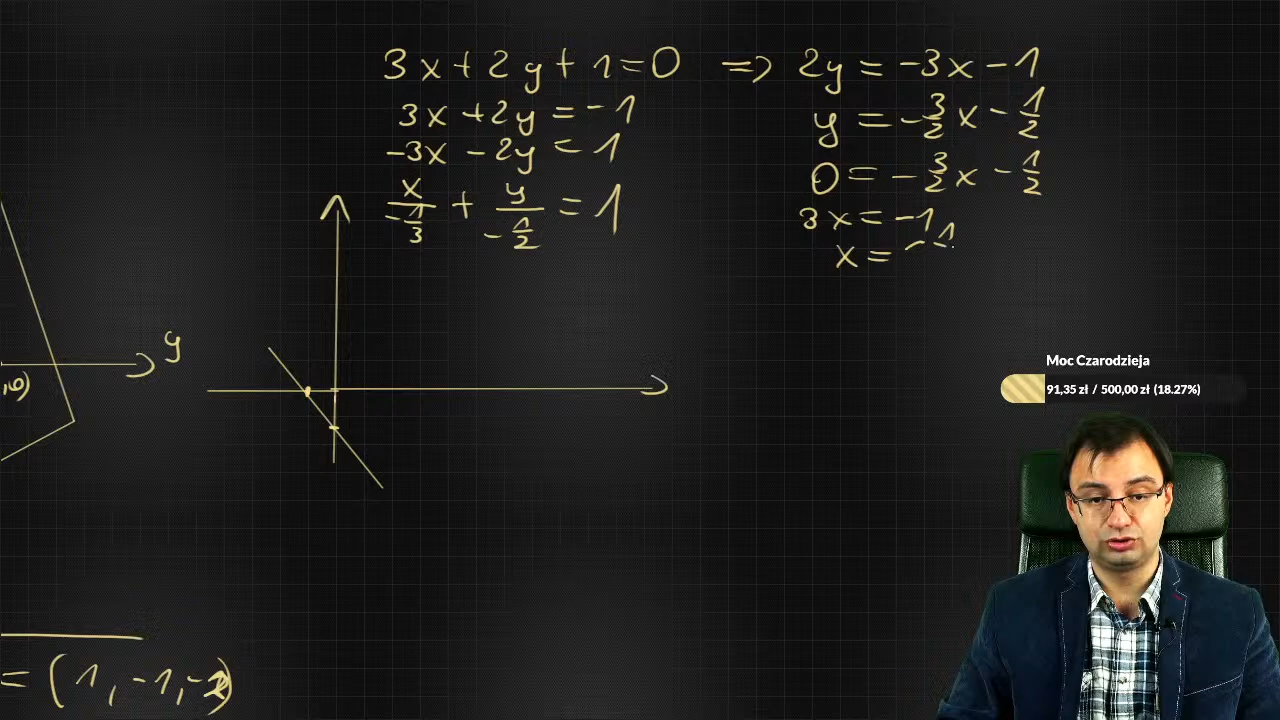 3x + 2y + 1 = 0 => 2y = -3x - 1
3x + 2y = -1
y = -3/2 x - 1/2
-3x - 2y = 1
0 = -3/2 x - 1/2
x/(-1/3) + y/(-1/2) = 1
3x = -1
x = -1
y
,0)
Moc Czarodzieja
91,35 zł / 500,00 zł (18.27%)
= (1, -1, -2)